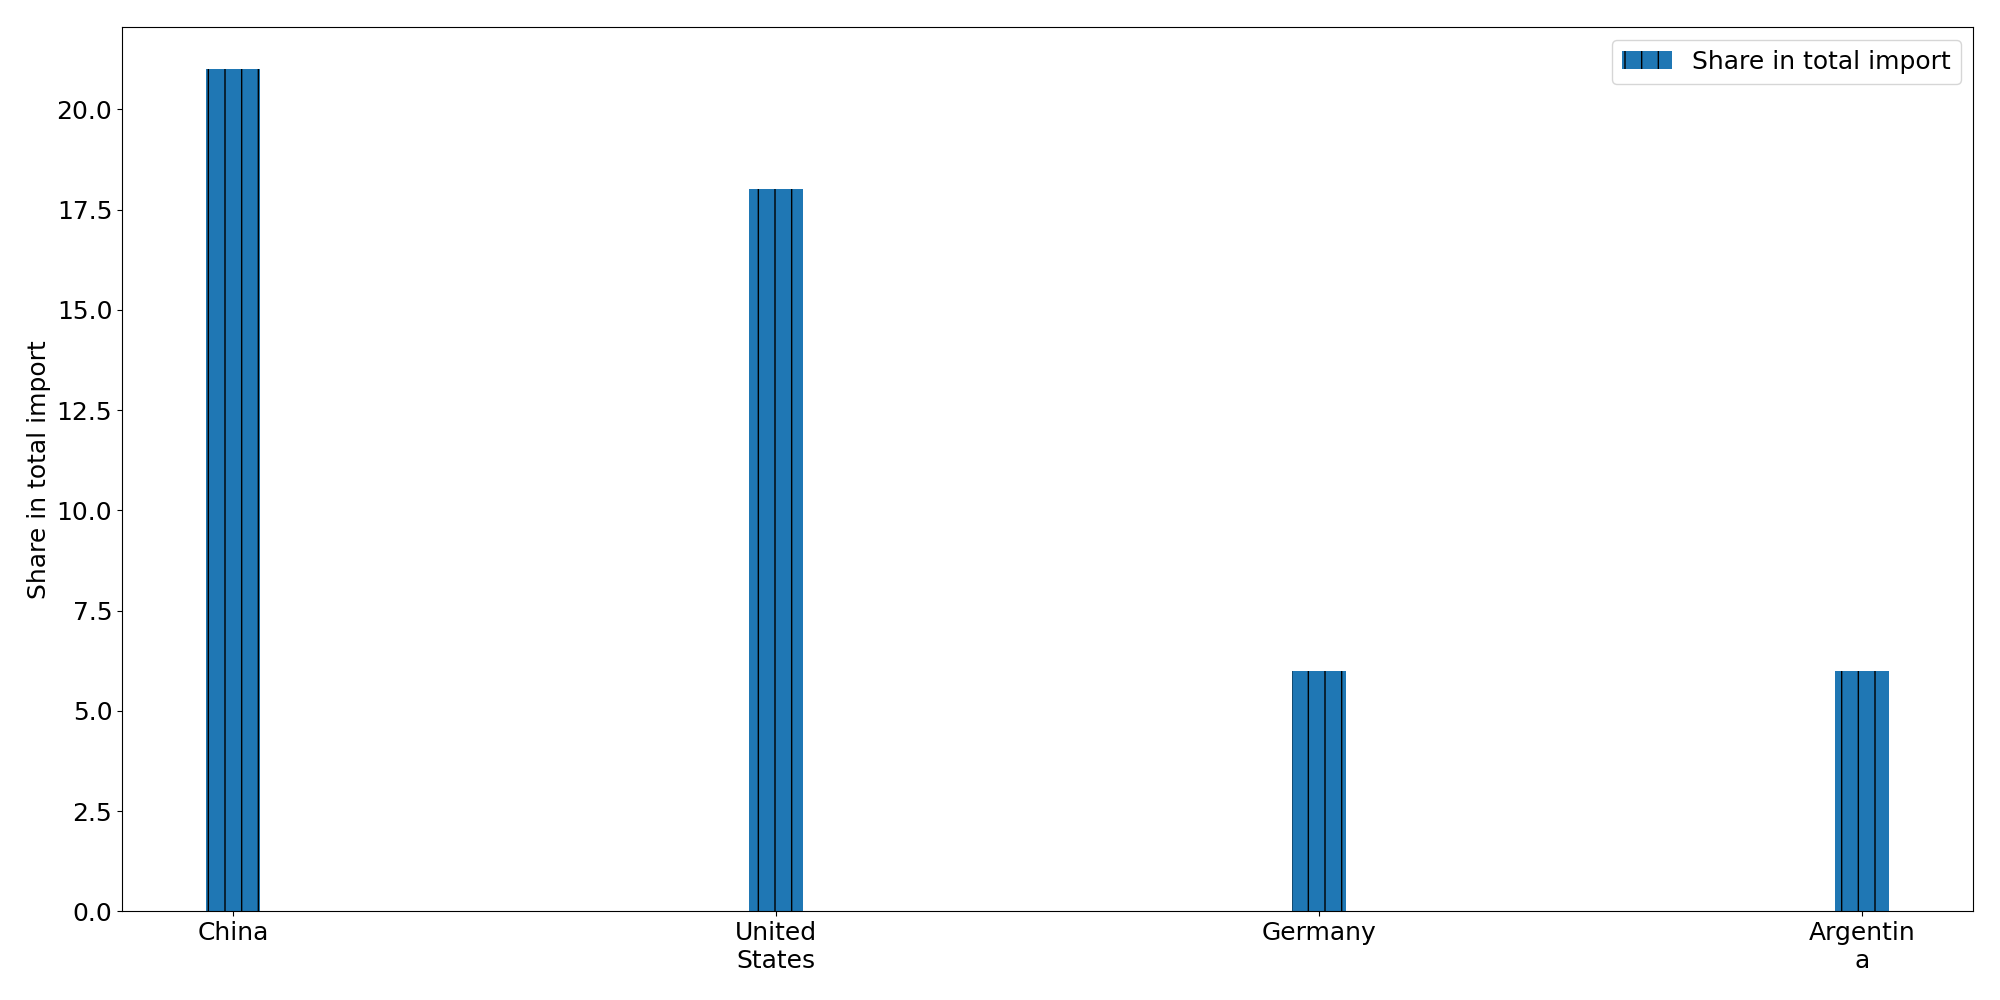 Share in total import
20.0
17.5
15.0
12.5
10.0
7.5
5.0
2.5
0.0
Share in total import
China
United
States
Germany
Argentin
a